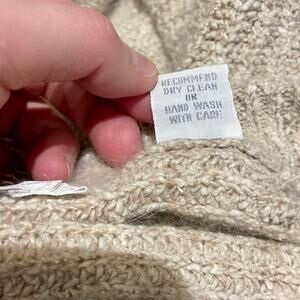 RECOMMEND
DRY CLEAN
OR
HAND WASH
WITH CARE